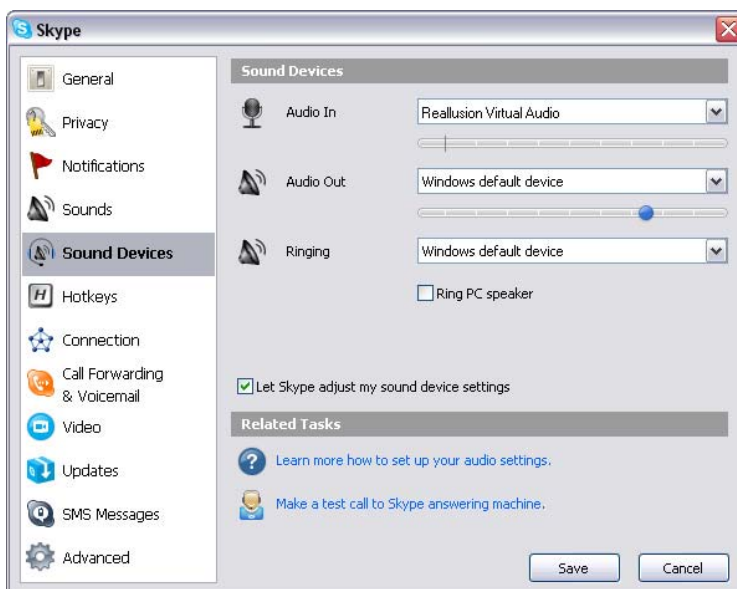 Skype
General
Privacy
Notifications
Sounds
Sound Devices
Hotkeys
Connection
Call Forwarding
& Voicemail
Video
Updates
SMS Messages
Advanced
Sound Devices
Audio In
Reallusion Virtual Audio
Audio Out
Windows default device
Ringing
Windows default device
Ring PC speaker
Let Skype adjust my sound device settings
Related Tasks
Learn more how to set up your audio settings.
Make a test call to Skype answering machine.
Save
Cancel